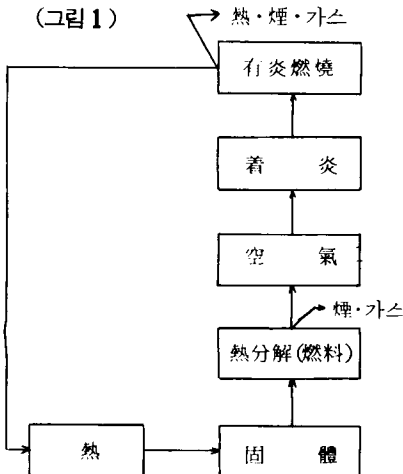 (그림 1)
熱·煙·가스
有炎燃燒
着 炎
空 氣
煙·가스
熱分解(燃料)
熱
固 體